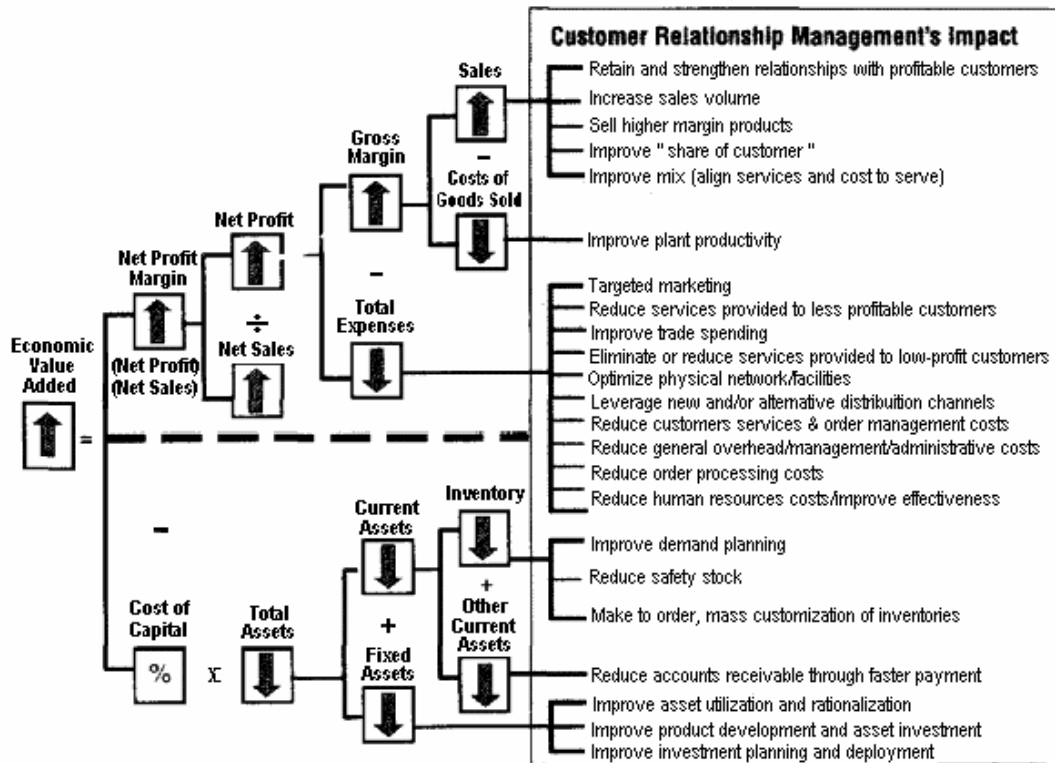 Customer Relationship Management's Impact
Sales
Retain and strengthen relationships with profitable customers
Increase sales volume
Sell higher margin products
Improve " share of customer "
Improve mix (align services and cost to serve)
Gross
Margin
-
Costs of
Goods Sold
Improve plant productivity
Net Profit
Net Profit
Margin
-
Total
Expenses
Targeted marketing
Reduce services provided to less profitable customers
Improve trade spending
Eliminate or reduce services provided to low-profit customers
Optimize physical network/facilities
Leverage new and/or alternative distribuition channels
Reduce customers services & order management costs
Reduce general overhead/management/administrative costs
Reduce order processing costs
Reduce human resources costs/improve effectiveness
÷
Net Sales
(Net Profit)
(Net Sales)
Economic
Value
Added
=
-
Current
Assets
Inventory
Improve demand planning
Reduce safety stock
Make to order, mass customization of inventories
+
Other
Current
Assets
Reduce accounts receivable through faster payment
Cost of
Capital
%
x
Total
Assets
+
Fixed
Assets
Improve asset utilization and rationalization
Improve product development and asset investment
Improve investment planning and deployment